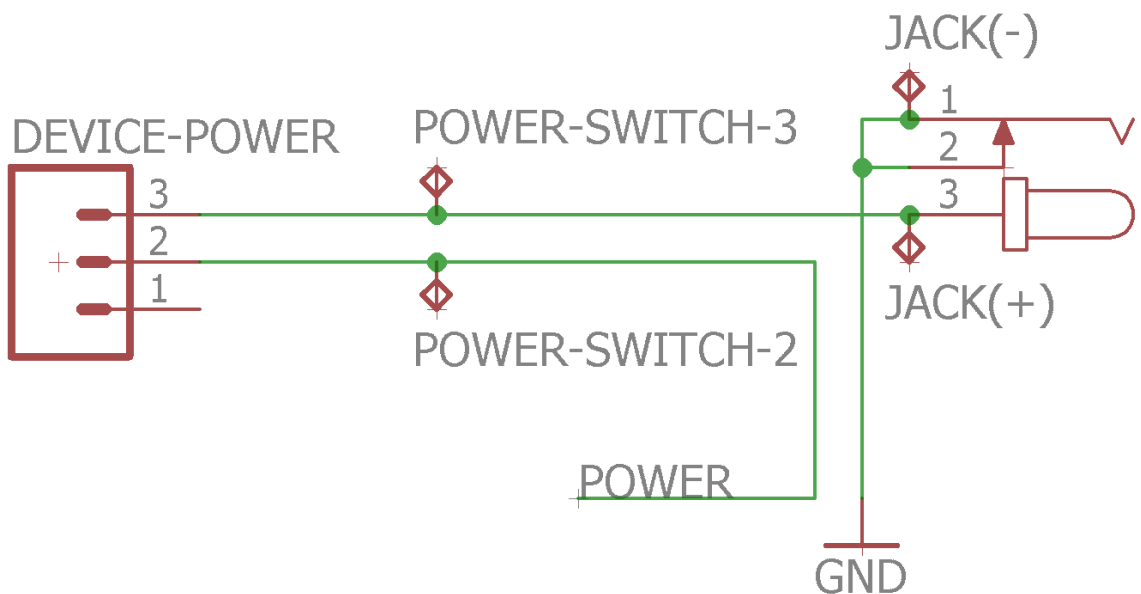 JACK(-)
1
DEVICE-POWER
POWER-SWITCH-3
2
3
3
2
1
JACK(+)
POWER-SWITCH-2
POWER
GND